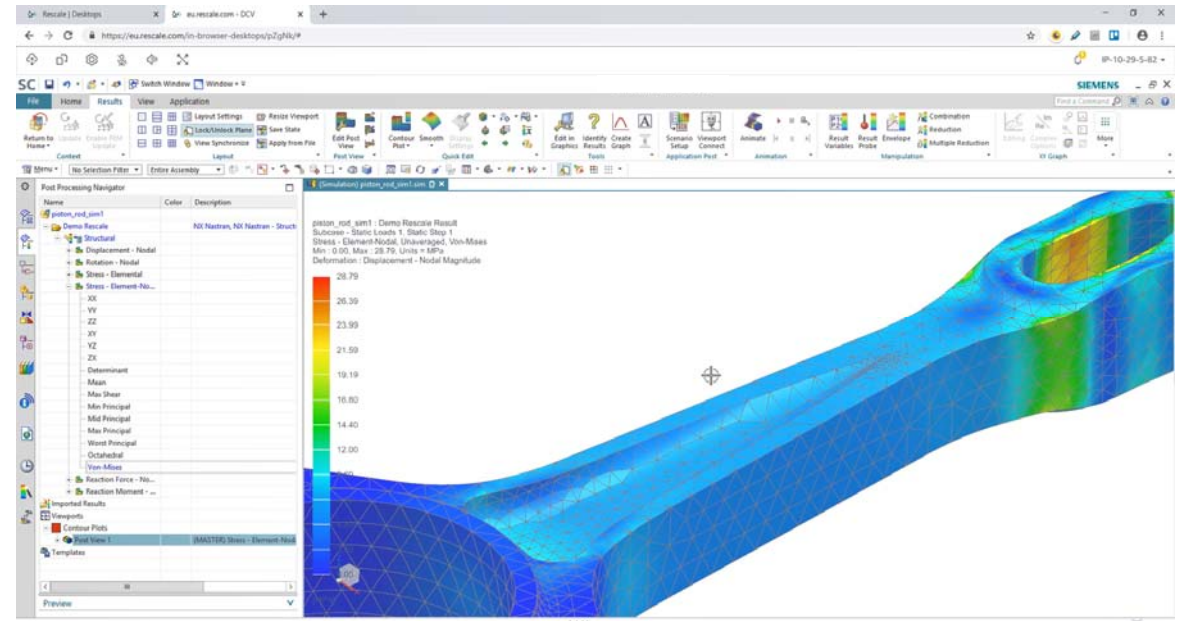 Rescale | Desktops
eu.rescale.com - DCV
https://eu.rescale.com/in-browser-desktops/pZgNk/#
IP-10-29-5-82
SC
Switch Window
Window
SIEMENS
File
Home
Results
View
Application
Find a Command
Return to Home
Update
Layout Settings
Resize Viewport
Lock/Unlock Plane
Save State
View Synchronize
Apply from File
Edit Post View
Contour Plot
Smooth
Edit in Graphics
Identify Results
Create Graph
Scenario Setup
Viewport Connect
Animate
Result Variables
Result Probe
Envelope
Combination
Reduction
Multiple Reduction
More
Context
Layout
Post View
Quick Edit
Tools
Application Post
Animation
Manipulation
XY Graph
Menu
No Selection Filter
Entire Assembly
Post Processing Navigator
(Simulation) piston_rod_sim1.sim
Name
Color
Description
piston_rod_sim1
Demo Rescale
NX Nastran, NX Nastran - Structi
Structural
Displacement - Nodal
Rotation - Nodal
Stress - Elemental
Stress - Element-No...
XX
YY
ZZ
XY
YZ
ZX
Determinant
Mean
Max Shear
Min Principal
Mid Principal
Max Principal
Worst Principal
Octahedral
Von-Mises
Reaction Force - No...
Reaction Moment - ...
Imported Results
Viewports
Contour Plots
Post View 1
(MASTER) Stress - Element-Nod
Templates
Preview
piston_rod_sim1 : Demo Rescale Result
Subcase - Static Loads 1, Static Step 1
Stress - Element-Nodal, Unaveraged, Von-Mises
Min : 0.00, Max : 28.79, Units = MPa
Deformation : Displacement - Nodal Magnitude
28.79
26.39
23.99
21.59
19.19
16.80
14.40
12.00